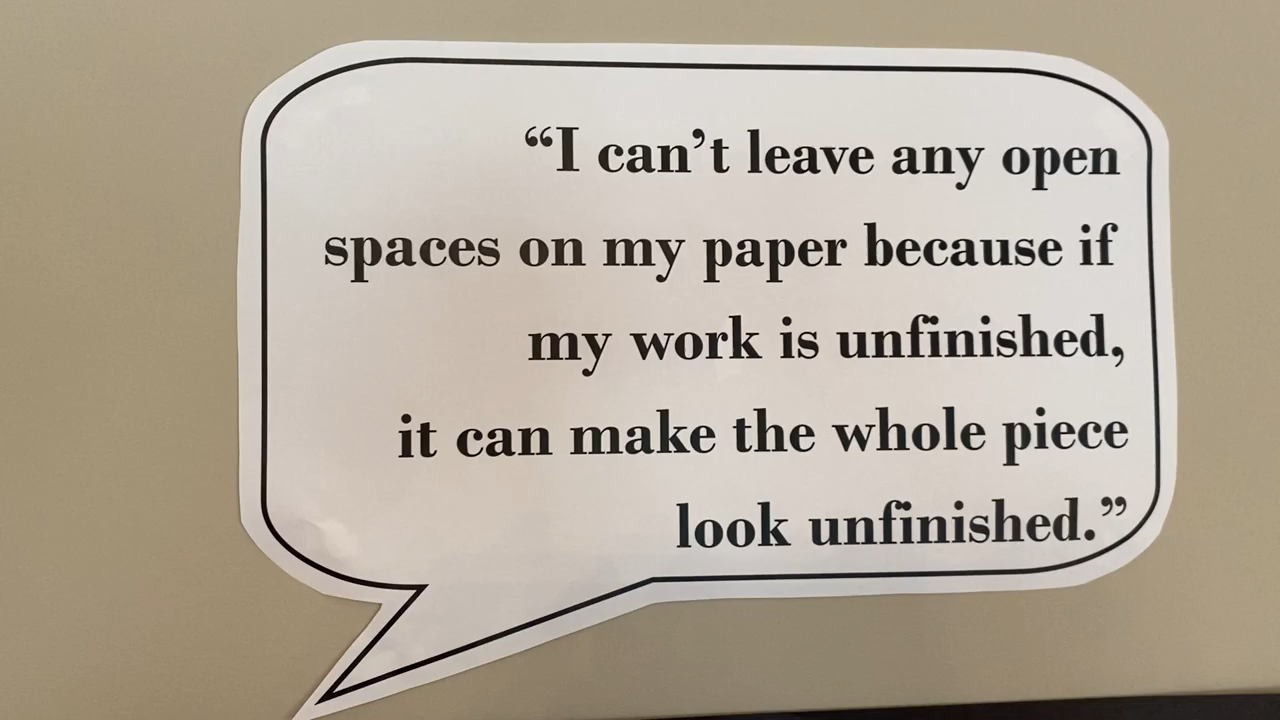 “I can’t leave any open
spaces on my paper because if
my work is unfinished,
it can make the whole piece
look unfinished.”